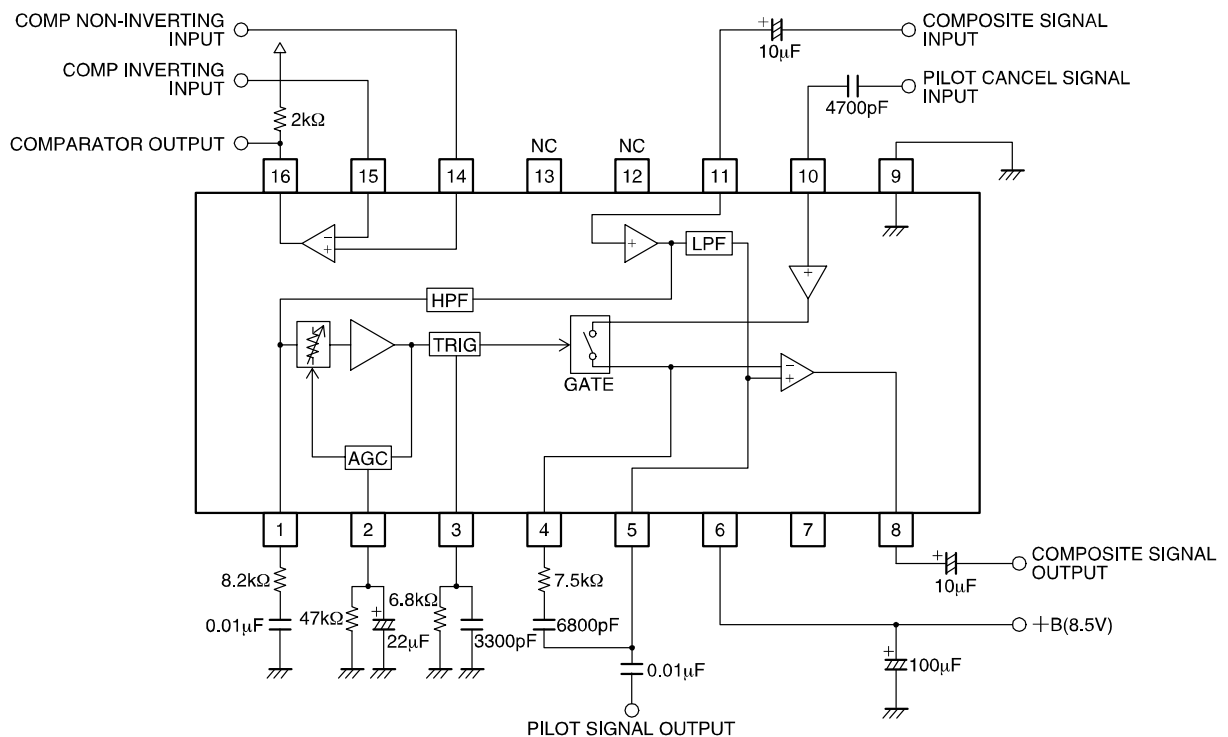 COMP NON-INVERTING
INPUT
COMP INVERTING
INPUT
2kΩ
COMPARATOR OUTPUT
+
10μF
COMPOSITE SIGNAL
INPUT
PILOT CANCEL SIGNAL
INPUT
4700pF
NC
NC
16
15
14
13
12
11
10
9
−
+
+
LPF
+
HPF
TRIG
GATE
−
+
AGC
1
2
3
4
5
6
7
8
8.2kΩ
0.01μF
47kΩ
+
22μF
6.8kΩ
3300pF
7.5kΩ
6800pF
0.01μF
PILOT SIGNAL OUTPUT
+
10μF
COMPOSITE SIGNAL
OUTPUT
+B(8.5V)
+
100μF